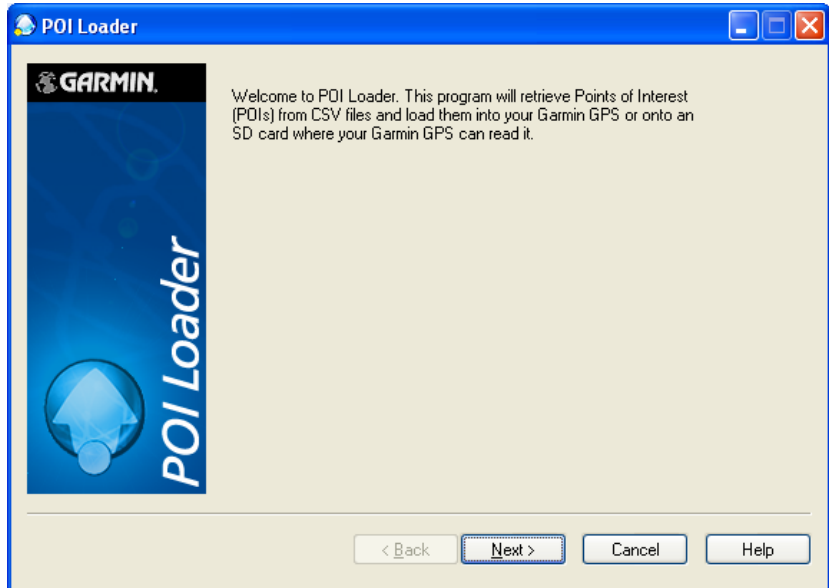 POI Loader
GARMIN.
Welcome to POI Loader. This program will retrieve Points of Interest
(POIs) from CSV files and load them into your Garmin GPS or onto an
SD card where your Garmin GPS can read it.
POI Loader
< Back
Next >
Cancel
Help